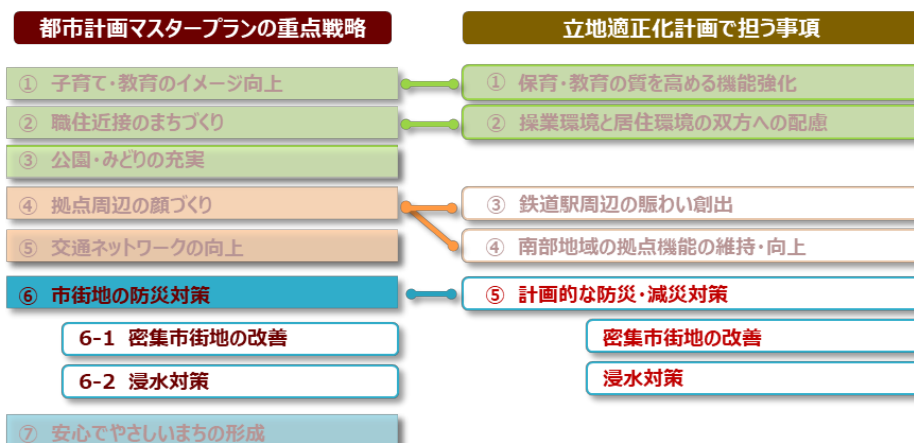 都市計画マスタープランの重点戦略
① 子育て・教育のイメージ向上
② 職住近接のまちづくり
③ 公園・みどりの充実
④ 拠点周辺の顔づくり
⑤ 交通ネットワークの向上
⑥ 市街地の防災対策
6-1 密集市街地の改善
6-2 浸水対策
⑦ 安心でやさしいまちの形成
立地適正化計画で担う事項
① 保育・教育の質を高める機能強化
② 操業環境と居住環境の双方への配慮
③ 鉄道駅周辺の賑わい創出
④ 南部地域の拠点機能の維持・向上
⑤ 計画的な防災・減災対策
密集市街地の改善
浸水対策